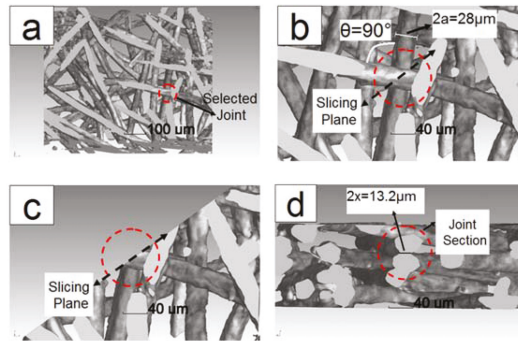 a
Selected
Joint
100 um
b
θ=90°
2a=28μm
Slicing
Plane
40 um
c
Slicing
Plane
40 um
d
2x=13.2μm
Joint
Section
40 um